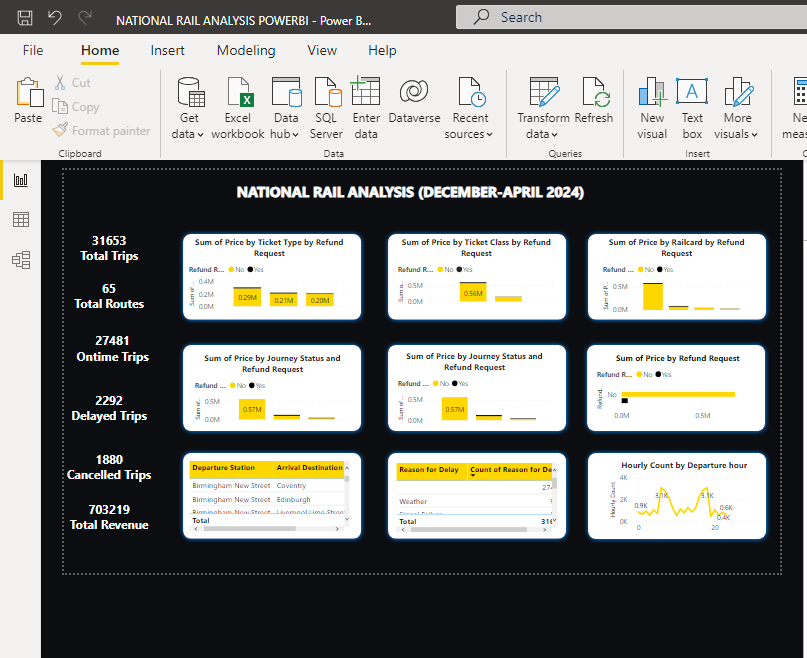 NATIONAL RAIL ANALYSIS POWERBI - Power B...
Search
File Home Insert Modeling View Help
Paste
Cut
Copy
Format painter
Clipboard
Get data
Excel workbook
Data hub
SQL Server
Enter data
Dataverse
Recent sources
Data
Transform data
Refresh
Queries
New visual
Text box
More visuals
Insert
Ne
meas
NATIONAL RAIL ANALYSIS (DECEMBER-APRIL 2024)
31653
Total Trips
65
Total Routes
27481
Ontime Trips
2292
Delayed Trips
1880
Cancelled Trips
703219
Total Revenue
Sum of Price by Ticket Type by Refund
Request
Refund R... No Yes
Sum of ...
0.4M
0.2M
0.0M
0.29M
0.21M
0.20M
Sum of Price by Ticket Class by Refund
Request
Refund R... No Yes
Sum o...
0.5M
0.0M
0.56M
Sum of Price by Railcard by Refund
Request
Refund ... No Yes
Sum of P...
0.5M
0.0M
Sum of Price by Journey Status and
Refund Request
Refund ... No Yes
Sum of...
0.5M
0.0M
0.57M
Sum of Price by Journey Status and
Refund Request
Refund ... No Yes
Sum of ...
0.5M
0.0M
0.57M
Sum of Price by Refund Request
Refund R... No Yes
Refund...
No
0.0M 0.5M
Departure Station Arrival Destination
Birmingham New Street Coventry
Birmingham New Street Edinburgh
Birmingham New Street Liverpool Lime Street
Total
Reason for Delay Count of Reason for De
27
Weather
Signal Failure
Total 316
Hourly Count by Departure hour
Hourly Count
4K
2K
0K
0.9K
3.1K
3.1K
0.6K
0.4K
0 20